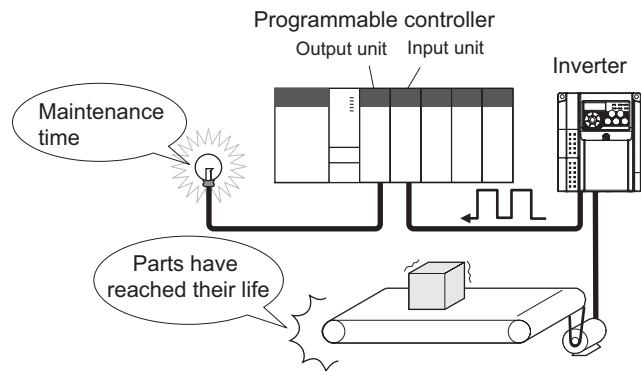 Programmable controller
Output unit
Input unit
Inverter
Maintenance
time
Parts have
reached their life